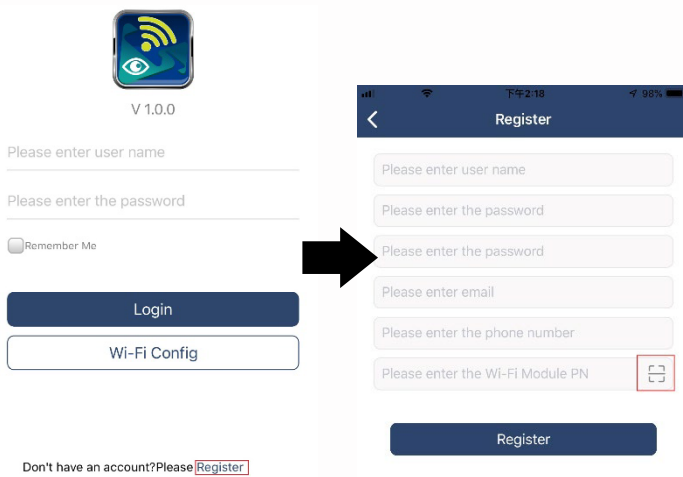 V 1.0.0
Please enter user name
Please enter the password
Remember Me
Login
Wi-Fi Config
Don't have an account?Please Register
下午2:18
98%
Register
Please enter user name
Please enter the password
Please enter the password
Please enter email
Please enter the phone number
Please enter the Wi-Fi Module PN
Register